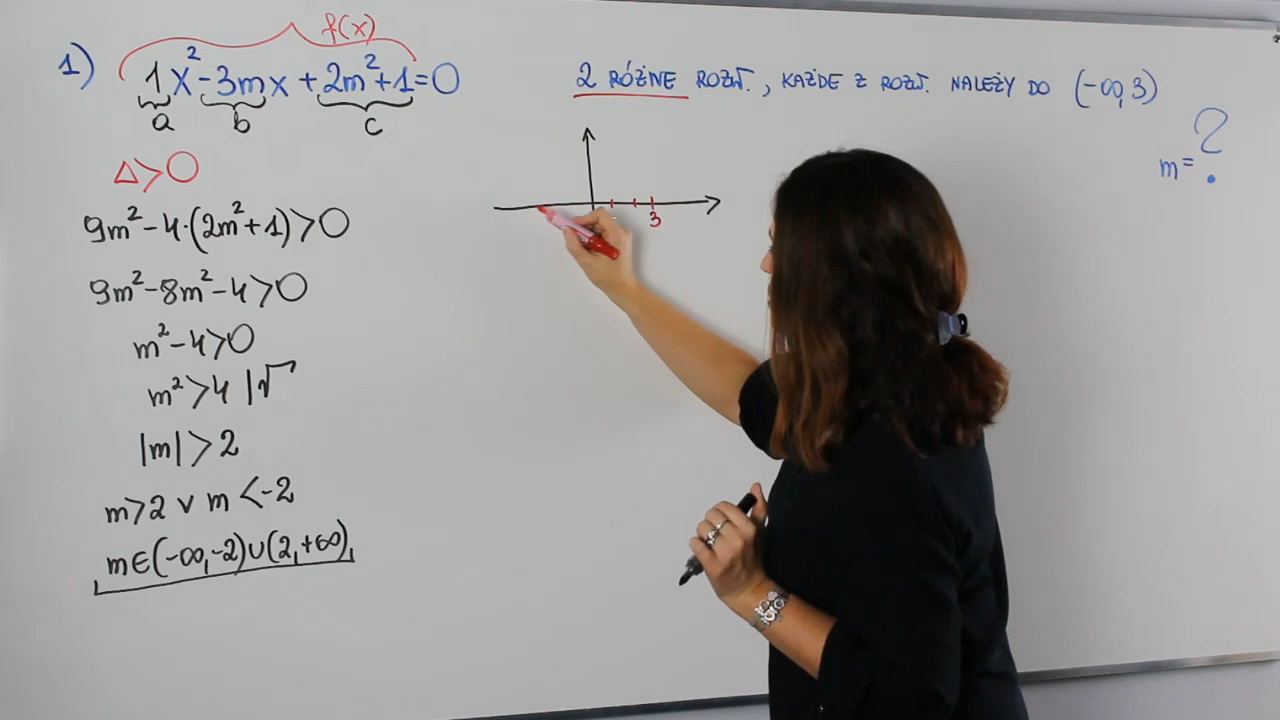 f(x)
1) 1x²-3mx+2m²+1=0
a b c
2 RÓŻNE ROZW., KAŻDE Z ROZW. NALEŻY DO (-∞,3)
m=?
Δ>0
9m²-4·(2m²+1)>0
9m²-8m²-4>0
m²-4>0
m²>4 |√
|m|>2
m>2 v m<-2
m∈(-∞,-2)∪(2,+∞)
3